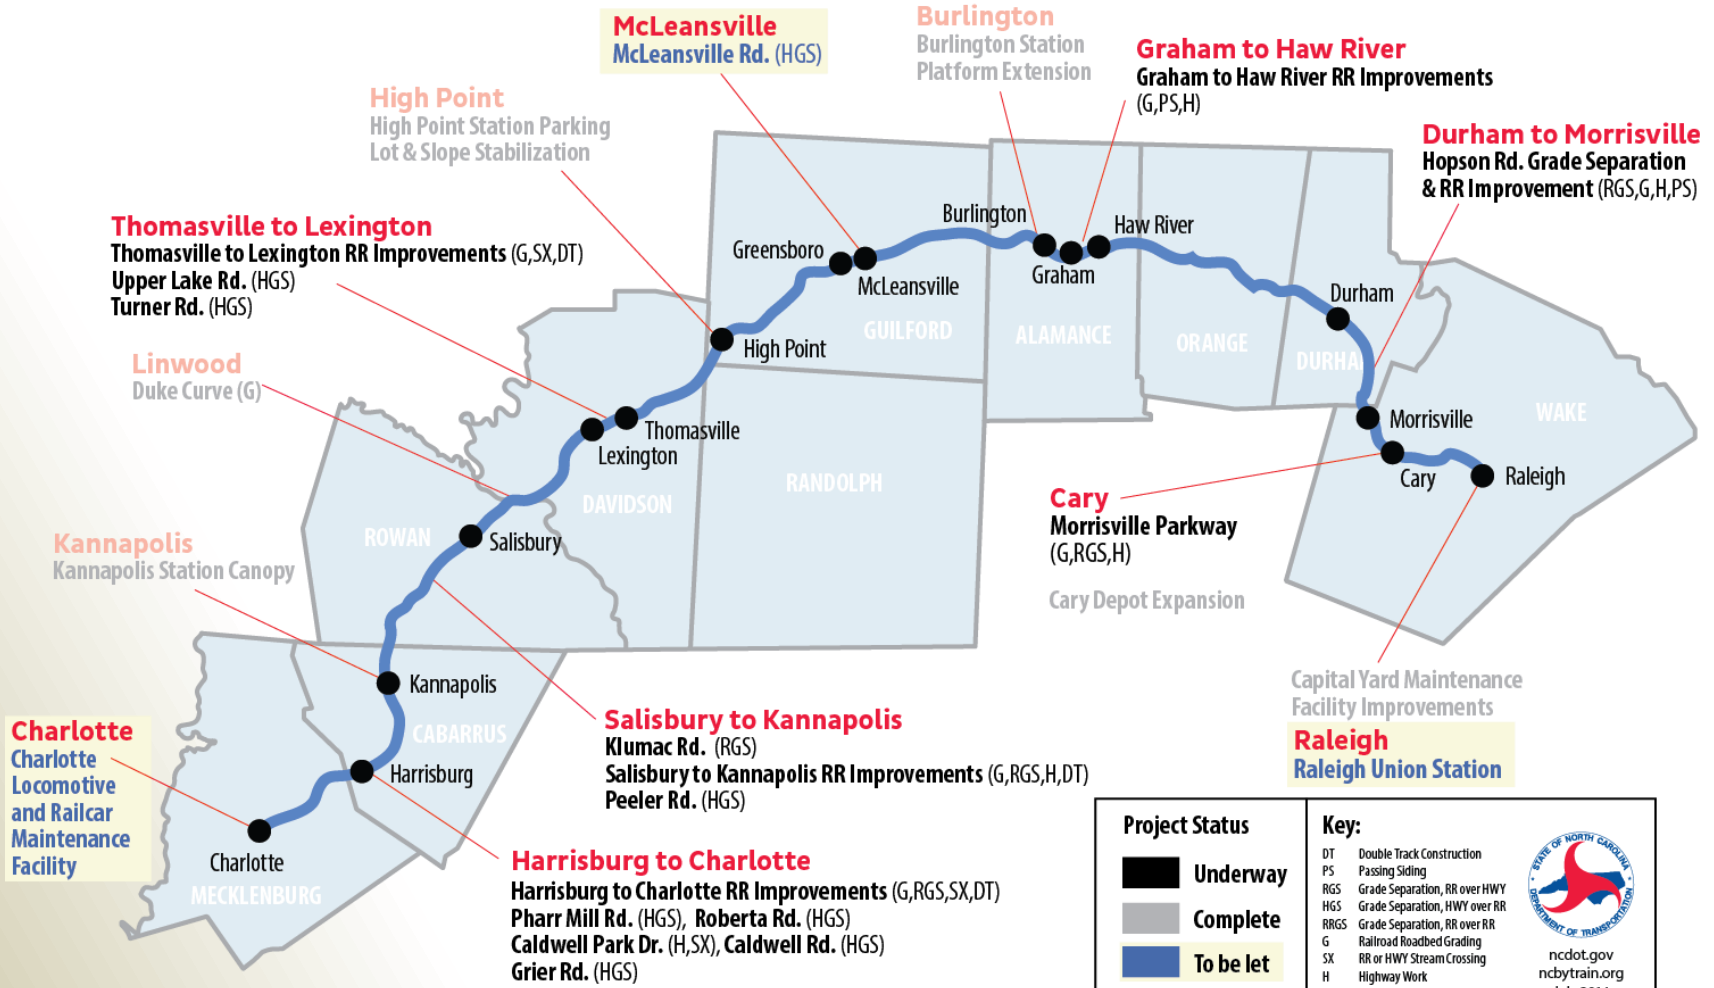 McLeansville
McLeansville Rd. (HGS)
Burlington
Burlington Station
Platform Extension
Graham to Haw River
Graham to Haw River RR Improvements
(G,PS,H)
High Point
High Point Station Parking
Lot & Slope Stabilization
Durham to Morrisville
Hopson Rd. Grade Separation
& RR Improvement (RGS,G,H,PS)
Thomasville to Lexington
Thomasville to Lexington RR Improvements (G,SX,DT)
Upper Lake Rd. (HGS)
Turner Rd. (HGS)
Linwood
Duke Curve (G)
Kannapolis
Kannapolis Station Canopy
Burlington
Haw River
Greensboro
Graham
McLeansville
Durham
GUILFORD
ALAMANCE
ORANGE
DURHA
High Point
WAKE
Morrisville
Thomasville
Lexington
Cary
Raleigh
RANDOLPH
DAVIDSON
ROWAN
Salisbury
Cary
Morrisville Parkway
(G,RGS,H)
Cary Depot Expansion
Kannapolis
CABARRUS
Harrisburg
Charlotte
MECKLENBURG
Capital Yard Maintenance
Facility Improvements
Raleigh
Raleigh Union Station
Charlotte
Charlotte
Locomotive
and Railcar
Maintenance
Facility
Salisbury to Kannapolis
Klumac Rd. (RGS)
Salisbury to Kannapolis RR Improvements (G,RGS,H,DT)
Peeler Rd. (HGS)
Harrisburg to Charlotte
Harrisburg to Charlotte RR Improvements (G,RGS,SX,DT)
Pharr Mill Rd. (HGS), Roberta Rd. (HGS)
Caldwell Park Dr. (H,SX), Caldwell Rd. (HGS)
Grier Rd. (HGS)
Project Status
Underway
Complete
To be let
Key:
DT Double Track Construction
PS Passing Siding
RGS Grade Separation, RR over HWY
HGS Grade Separation, HWY over RR
RRGS Grade Separation, RR over RR
G Railroad Roadbed Grading
SX RR or HWY Stream Crossing
H Highway Work
STATE OF NORTH CAROLINA
DEPARTMENT OF TRANSPORTATION
ncdot.gov
ncbytrain.org